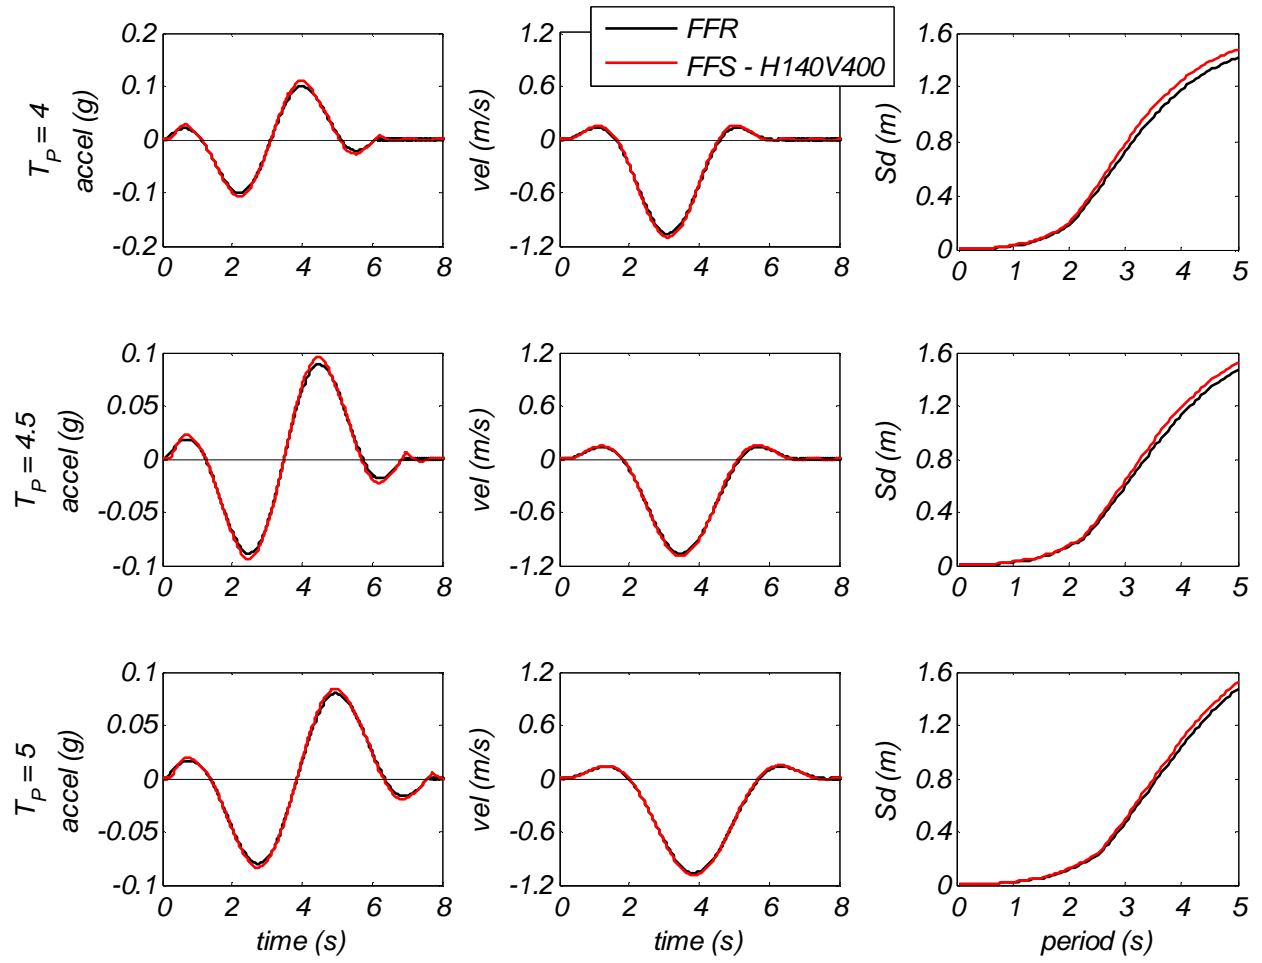 FFR
FFS - H140V400
T_P = 4
accel (g)
0.2
0.1
0
-0.1
-0.2
0 2 4 6 8
vel (m/s)
1.2
0.6
0
-0.6
-1.2
0 2 4 6 8
Sd (m)
1.6
1.2
0.8
0.4
0
0 1 2 3 4 5
T_P = 4.5
accel (g)
0.1
0.05
0
-0.05
-0.1
0 2 4 6 8
vel (m/s)
1.2
0.6
0
-0.6
-1.2
0 2 4 6 8
Sd (m)
1.6
1.2
0.8
0.4
0
0 1 2 3 4 5
T_P = 5
accel (g)
0.1
0.05
0
-0.05
-0.1
0 2 4 6 8
time (s)
vel (m/s)
1.2
0.6
0
-0.6
-1.2
0 2 4 6 8
time (s)
Sd (m)
1.6
1.2
0.8
0.4
0
0 1 2 3 4 5
period (s)